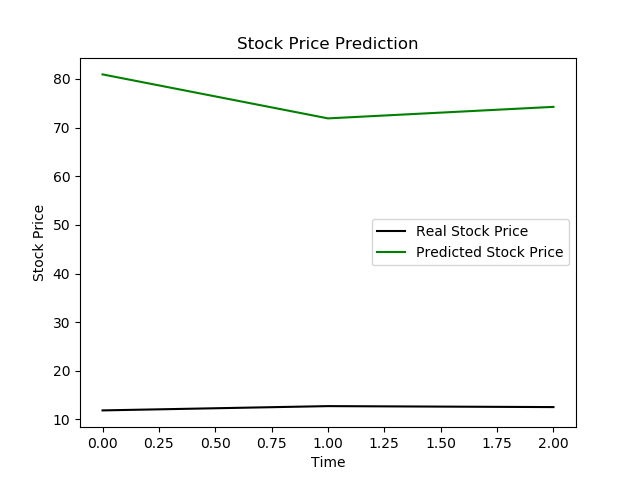 Stock Price Prediction
80
70
60
50
40
30
20
10
Stock Price
Real Stock Price
Predicted Stock Price
0.00 0.25 0.50 0.75 1.00 1.25 1.50 1.75 2.00
Time